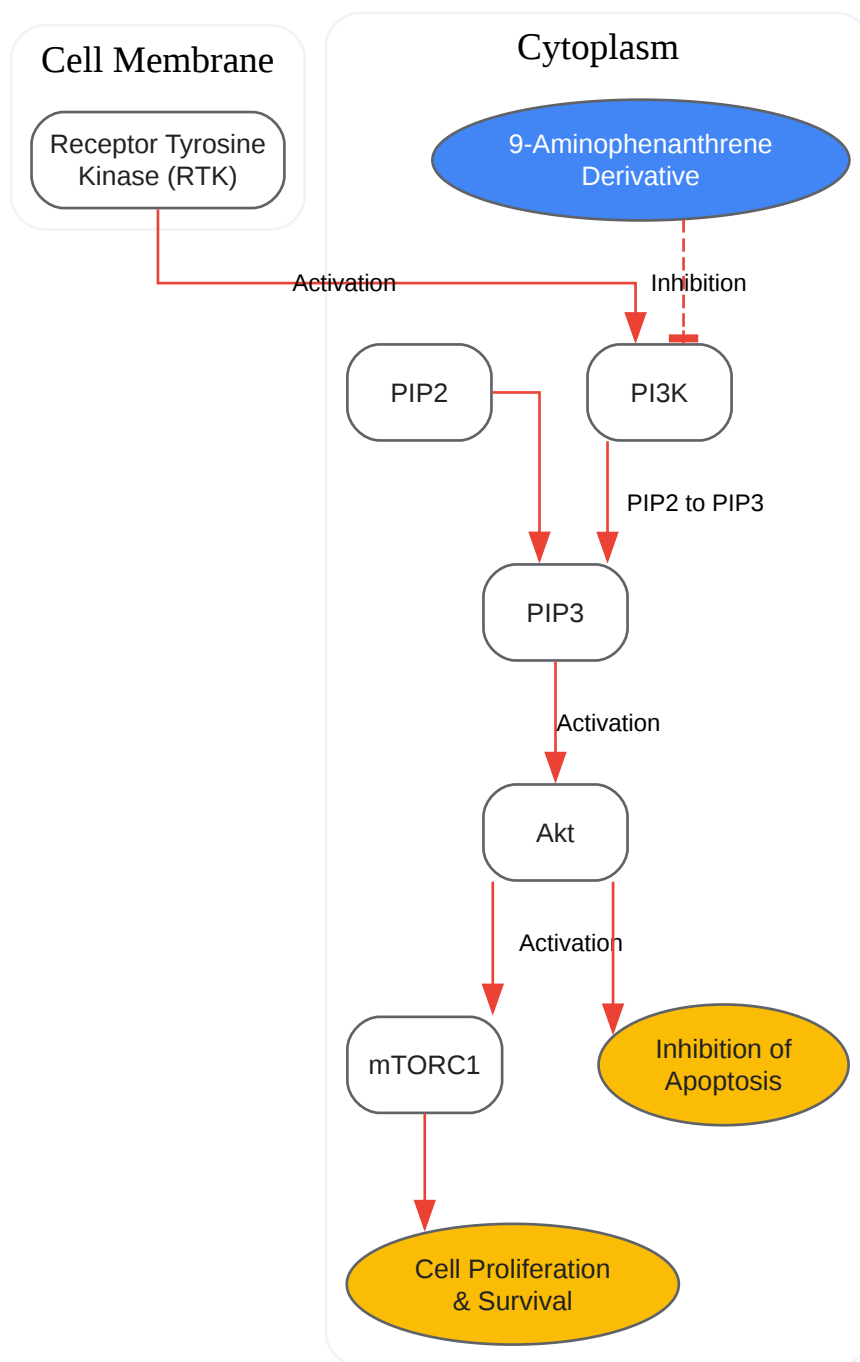 Cell Membrane
Cytoplasm
Receptor Tyrosine
Kinase (RTK)
9-Aminophenanthrene
Derivative
Activation
Inhibition
PIP2
PI3K
PIP2 to PIP3
PIP3
Activation
Akt
Activation
mTORC1
Inhibition of
Apoptosis
Cell Proliferation
& Survival